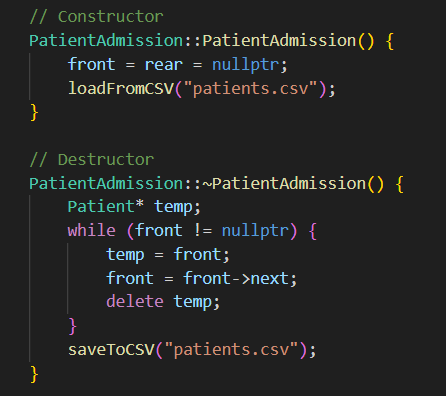 // Constructor
PatientAdmission::PatientAdmission() {
    front = rear = nullptr;
    loadFromCSV("patients.csv");
}

// Destructor
PatientAdmission::~PatientAdmission() {
    Patient* temp;
    while (front != nullptr) {
        temp = front;
        front = front->next;
        delete temp;
    }
    saveToCSV("patients.csv");
}